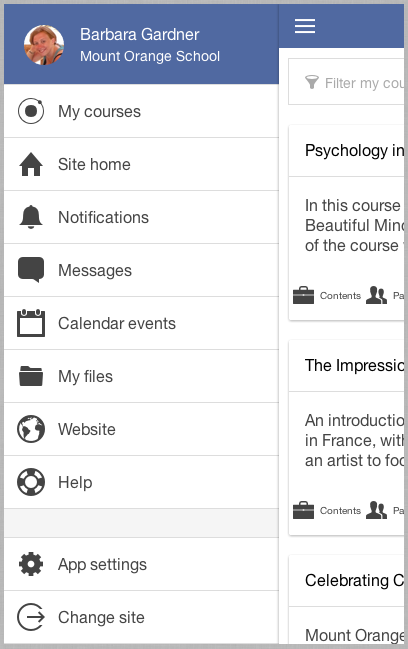 Barbara Gardner
Mount Orange School
My courses
Site home
Notifications
Messages
Calendar events
My files
Website
Help
App settings
Change site
Filter my cou
Psychology in
In this course
Beautiful Mind
of the course
Contents
Pa
The Impressio
An introductio
in France, with
an artist to foc
Contents
Pa
Celebrating C
Mount Orange